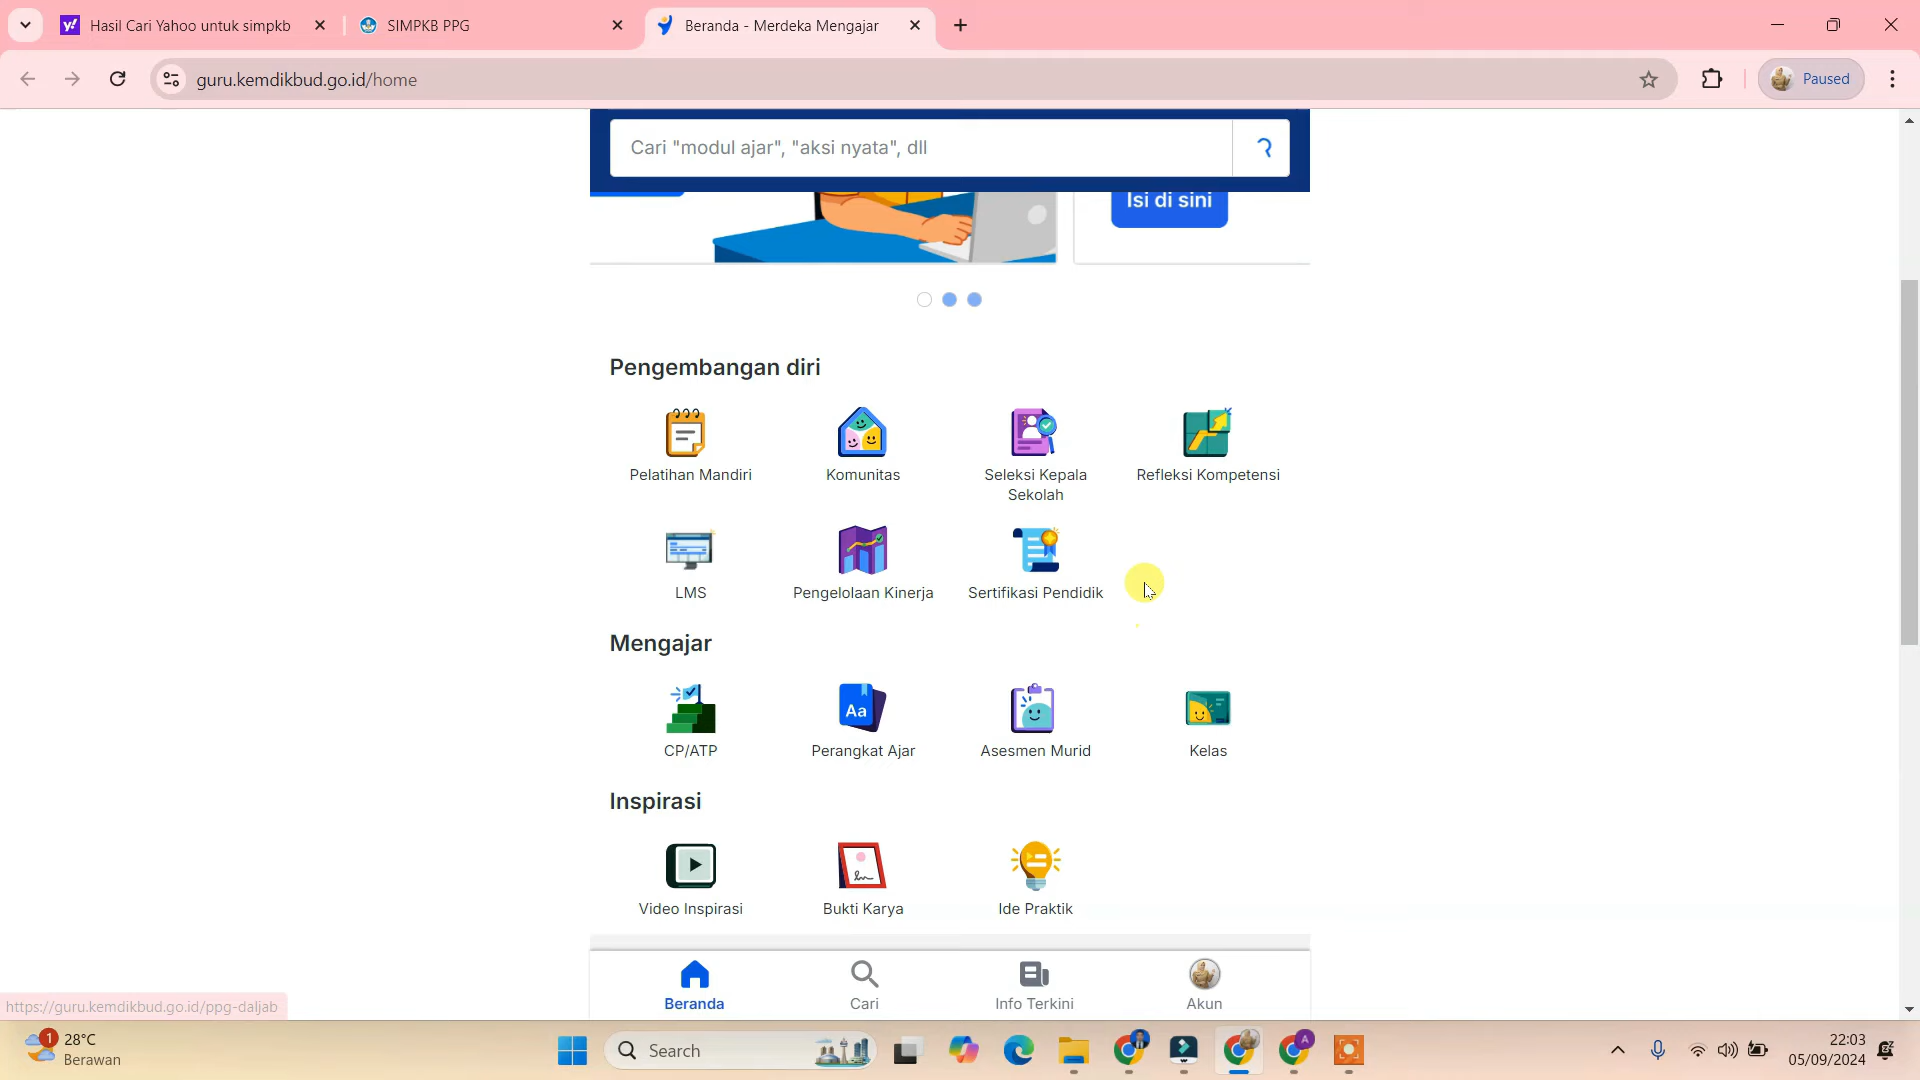 Hasil Cari Yahoo untuk simpkb
SIMPKB PPG
Beranda - Merdeka Mengajar
guru.kemdikbud.go.id/home
Paused
Cari "modul ajar", "aksi nyata", dll
Isi di sini
Pengembangan diri
Pelatihan Mandiri
Komunitas
Seleksi Kepala
Sekolah
Refleksi Kompetensi
LMS
Pengelolaan Kinerja
Sertifikasi Pendidik
Mengajar
Aa
CP/ATP
Perangkat Ajar
Asesmen Murid
Kelas
Inspirasi
Video Inspirasi
Bukti Karya
Ide Praktik
Beranda
Cari
Info Terkini
Akun
https://guru.kemdikbud.go.id/ppg-daljab
1
28°C
Berawan
Search
A
22:03
05/09/2024